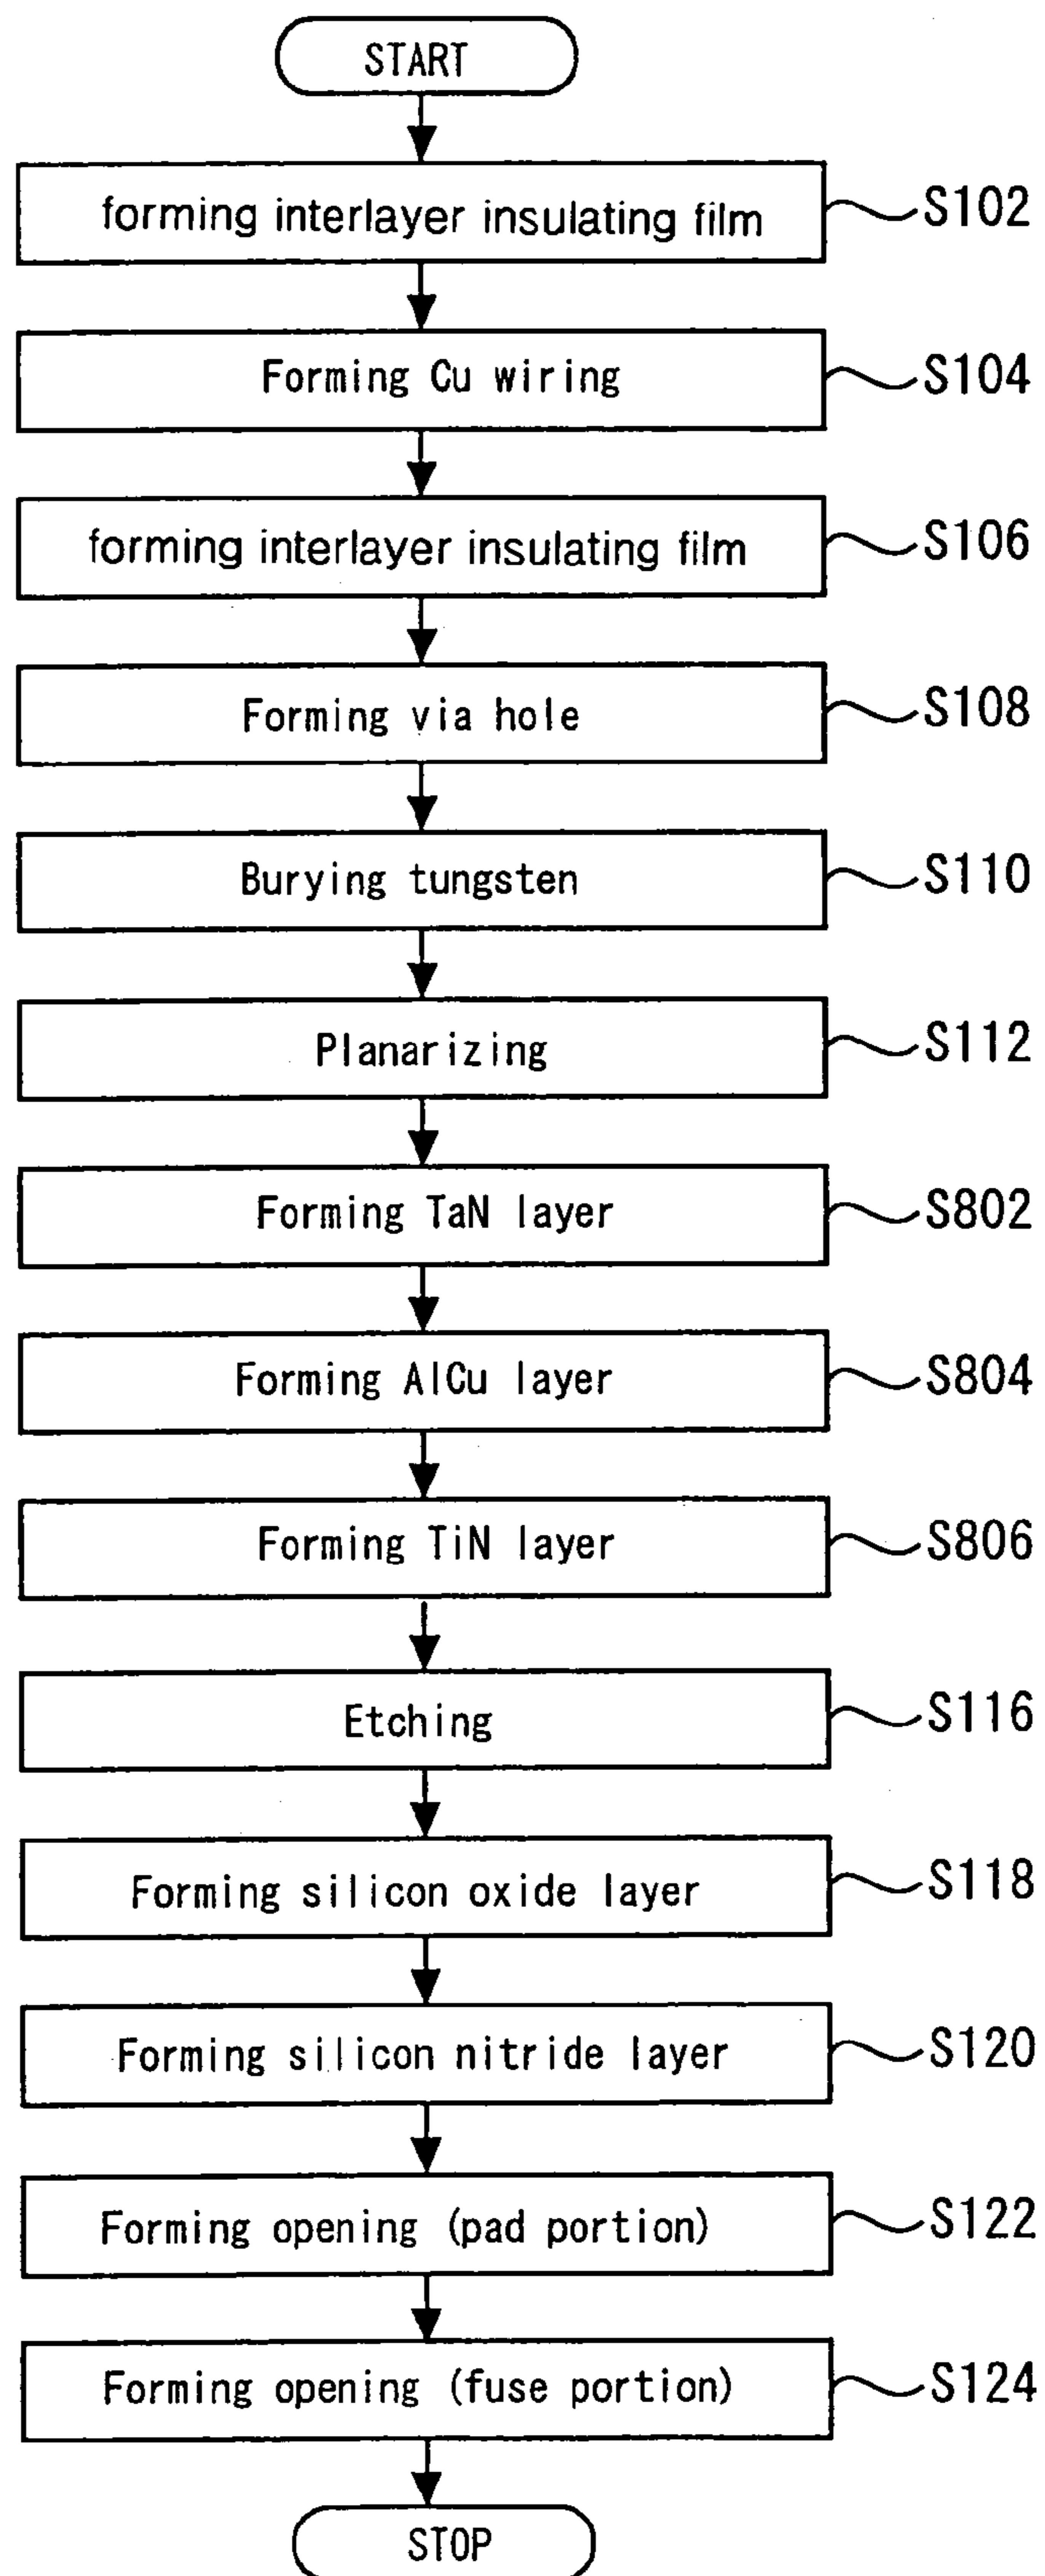 START
forming interlayer insulating film S102
Forming Cu wiring S104
forming interlayer insulating film S106
Forming via hole S108
Burying tungsten S110
Planarizing S112
Forming TaN layer S802
Forming AlCu layer S804
Forming TiN layer S806
Etching S116
Forming silicon oxide layer S118
Forming silicon nitride layer S120
Forming opening (pad portion) S122
Forming opening (fuse portion) S124
STOP